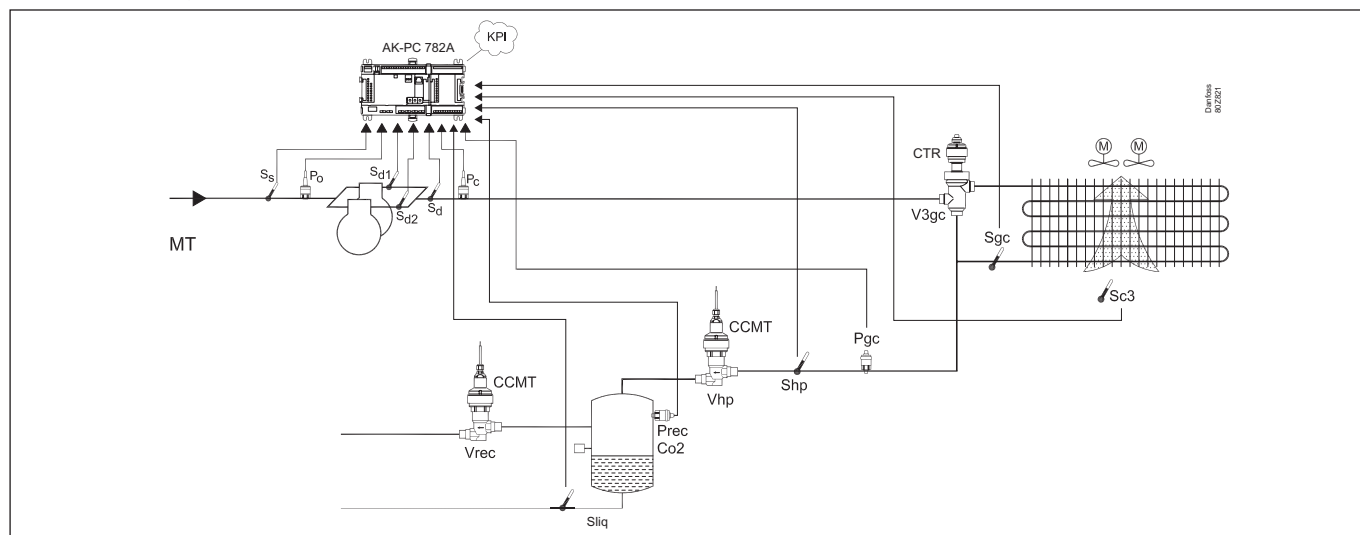 KPI
AK-PC 782A
Danfoss
80Z821
CTR
M
M
Ss
Po
Sd1
Sd2
Sd
Pc
V3gc
MT
Sgc
Sc3
CCMT
Pgc
CCMT
Shp
Vhp
Prec
Co2
Vrec
Sliq